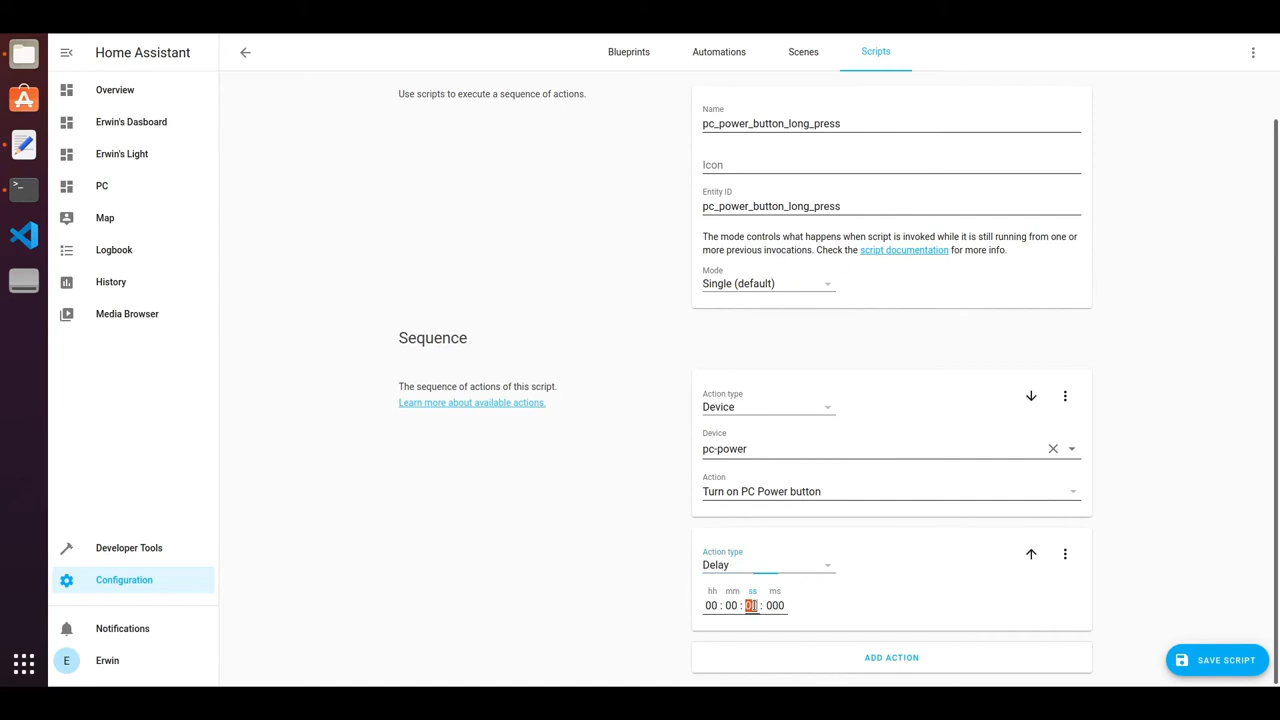 Home Assistant
Blueprints
Automations
Scenes
Scripts
Overview
Erwin's Dasboard
Erwin's Light
PC
Map
Logbook
History
Media Browser
Developer Tools
Configuration
Notifications
E
Erwin
Use scripts to execute a sequence of actions.
Name
pc_power_button_long_press
Icon
Entity ID
pc_power_button_long_press
The mode controls what happens when script is invoked while it is still running from one or
more previous invocations. Check the script documentation for more info.
Mode
Single (default)
Sequence
The sequence of actions of this script.
Learn more about available actions.
Action type
Device
Device
pc-power
Action
Turn on PC Power button
Action type
Delay
hh mm ss ms
00 : 00 : 00 : 000
ADD ACTION
SAVE SCRIPT